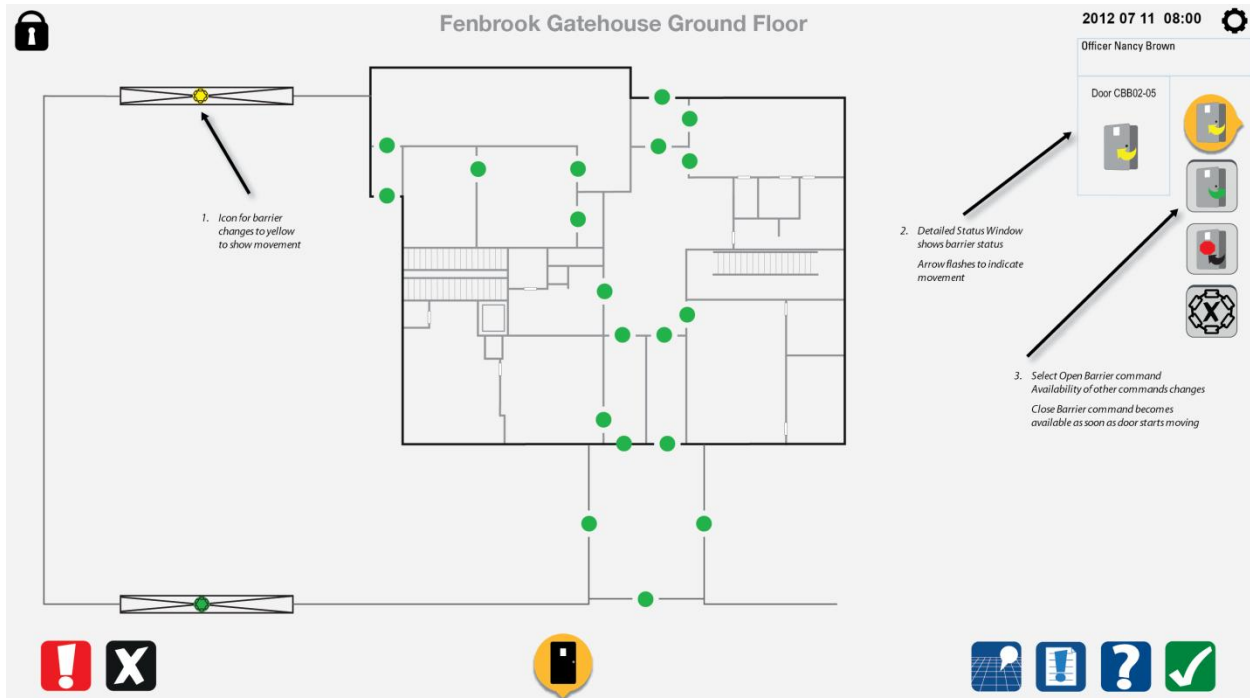 Fenbrook Gatehouse Ground Floor
2012 07 11 08:00
Officer Nancy Brown
Door CBB02-05
1. Icon for barrier
changes to yellow
to show movement
2. Detailed Status Window
shows barrier status
Arrow flashes to indicate
movement
3. Select Open Barrier command
Availability of other commands changes
Close Barrier command becomes
available as soon as door starts moving
X
! X ?